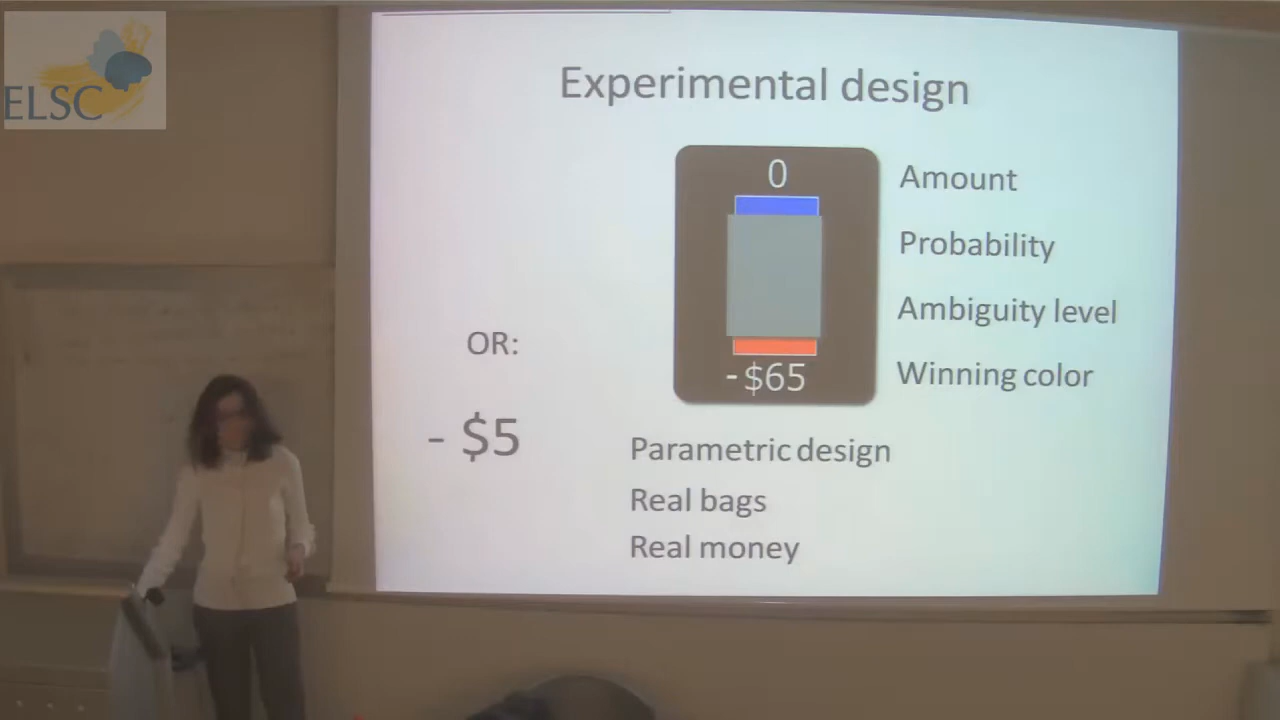 ELSC
Experimental design
0
Amount
Probability
Ambiguity level
OR:
Winning color
-$65
- $5
Parametric design
Real bags
Real money